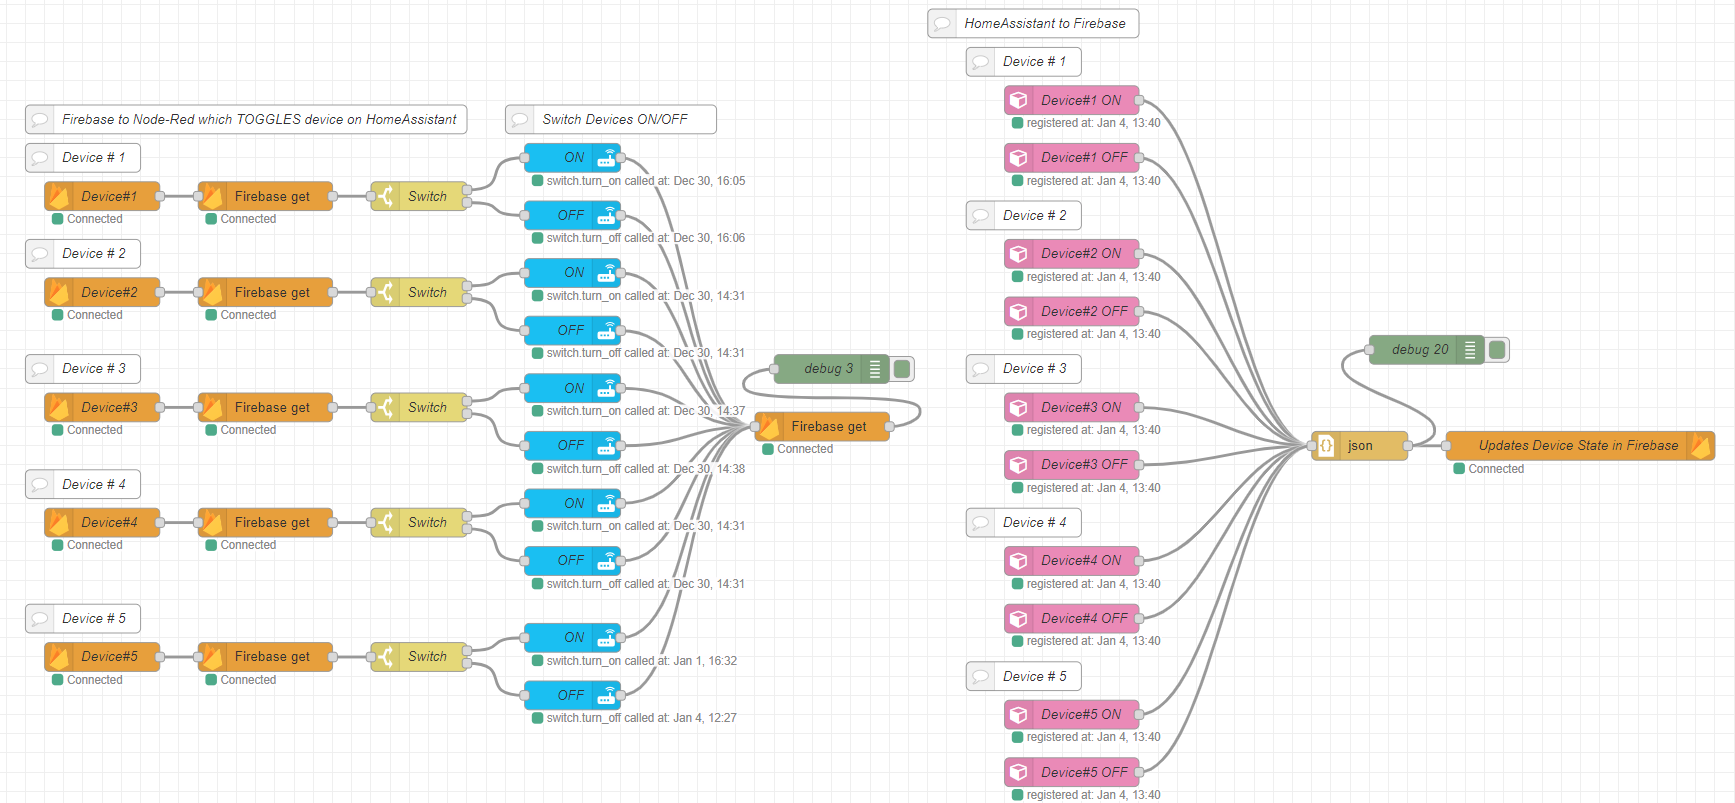 Firebase to Node-Red which TOGGLES device on HomeAssistant
Switch Devices ON/OFF
Device # 1
Device#1
Connected
Firebase get
Connected
Switch
ON
switch.turn_on called at: Dec 30, 16:05
OFF
switch.turn_off called at: Dec 30, 16:06
Device # 2
Device#2
Connected
Firebase get
Connected
Switch
ON
switch.turn_on called at: Dec 30, 14:31
OFF
switch.turn_off called at: Dec 30, 14:31
Device # 3
Device#3
Connected
Firebase get
Connected
Switch
ON
switch.turn_on called at: Dec 30, 14:37
OFF
switch.turn_off called at: Dec 30, 14:38
Device # 4
Device#4
Connected
Firebase get
Connected
Switch
ON
switch.turn_on called at: Dec 30, 14:31
OFF
switch.turn_off called at: Dec 30, 14:31
Device # 5
Device#5
Connected
Firebase get
Connected
Switch
ON
switch.turn_on called at: Jan 1, 16:32
OFF
switch.turn_off called at: Jan 4, 12:27
debug 3
Firebase get
Connected
HomeAssistant to Firebase
Device # 1
Device#1 ON
registered at: Jan 4, 13:40
Device#1 OFF
registered at: Jan 4, 13:40
Device # 2
Device#2 ON
registered at: Jan 4, 13:40
Device#2 OFF
registered at: Jan 4, 13:40
Device # 3
Device#3 ON
registered at: Jan 4, 13:40
Device#3 OFF
registered at: Jan 4, 13:40
Device # 4
Device#4 ON
registered at: Jan 4, 13:40
Device#4 OFF
registered at: Jan 4, 13:40
Device # 5
Device#5 ON
registered at: Jan 4, 13:40
Device#5 OFF
registered at: Jan 4, 13:40
debug 20
json
Updates Device State in Firebase
Connected